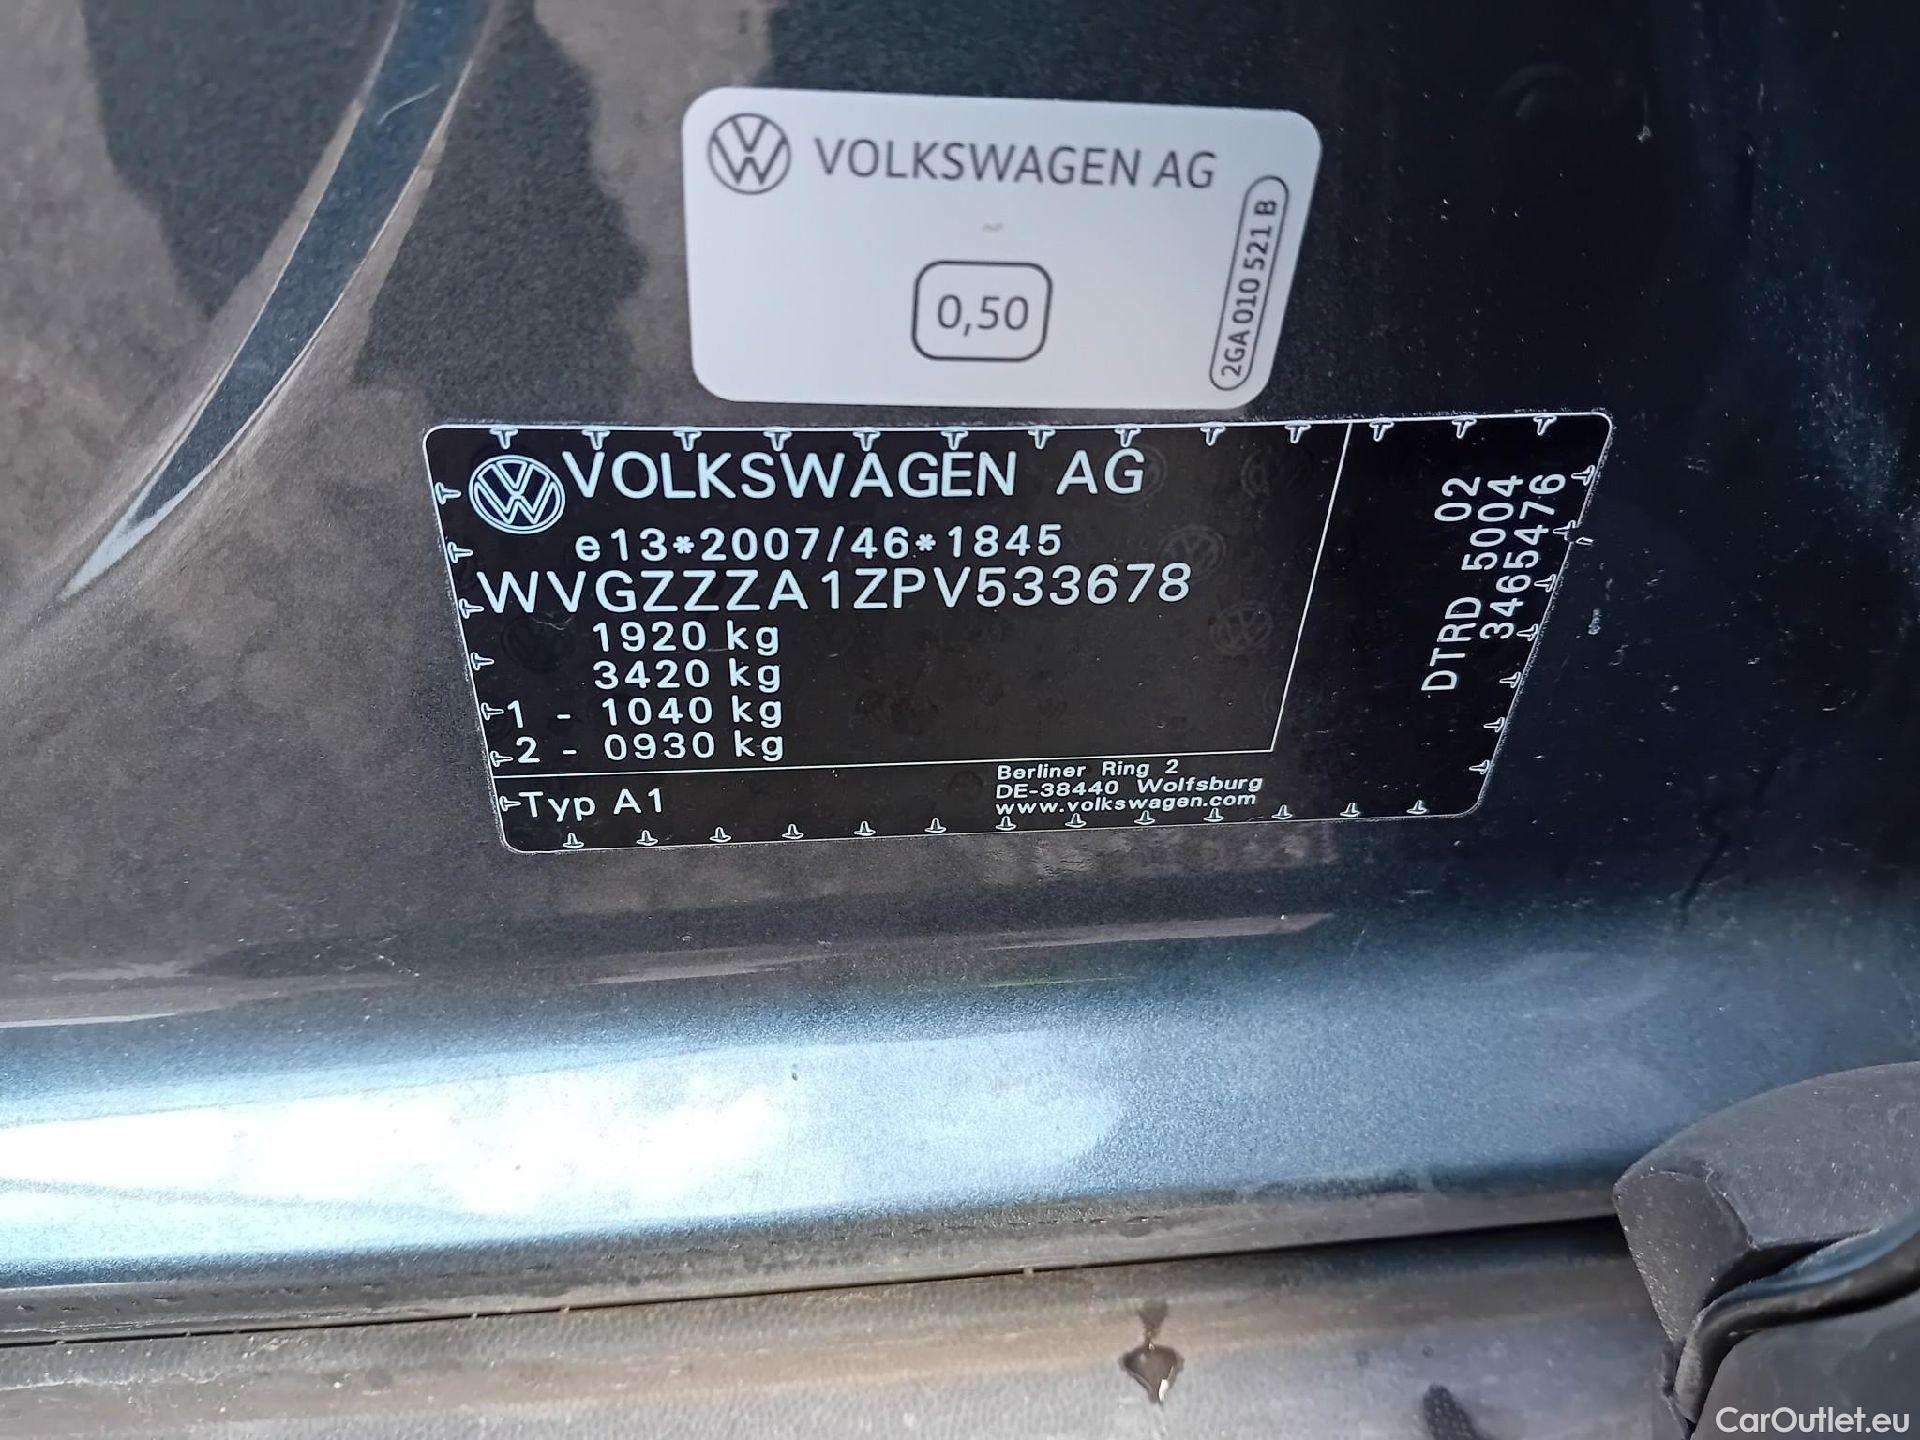 VOLKSWAGEN AG
0,50
2GA 010 521 B
VOLKSWAGEN AG
e13*2007/46*1845
WVGZZZA1ZPV533678
1920 kg
3420 kg
1 - 1040 kg
2 - 0930 kg
Typ A1
Berliner Ring 2
DE-38440 Wolfsburg
www.volkswagen.com
02
DTRD 5004
3465476
CarOutlet.eu